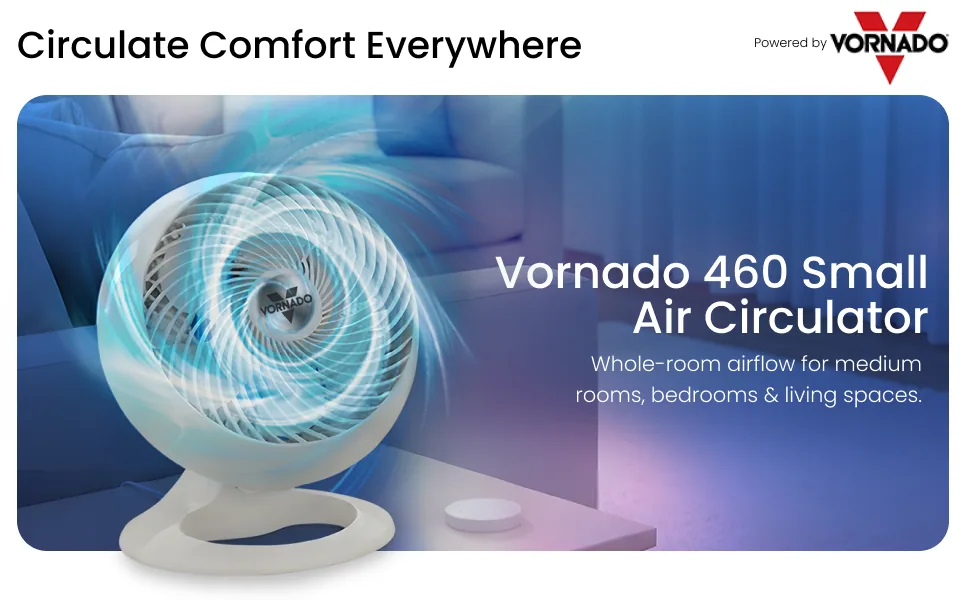 Circulate Comfort Everywhere
Powered by VORNADO
VORNADO
Vornado 460 Small
Air Circulator
Whole-room airflow for medium
rooms, bedrooms & living spaces.